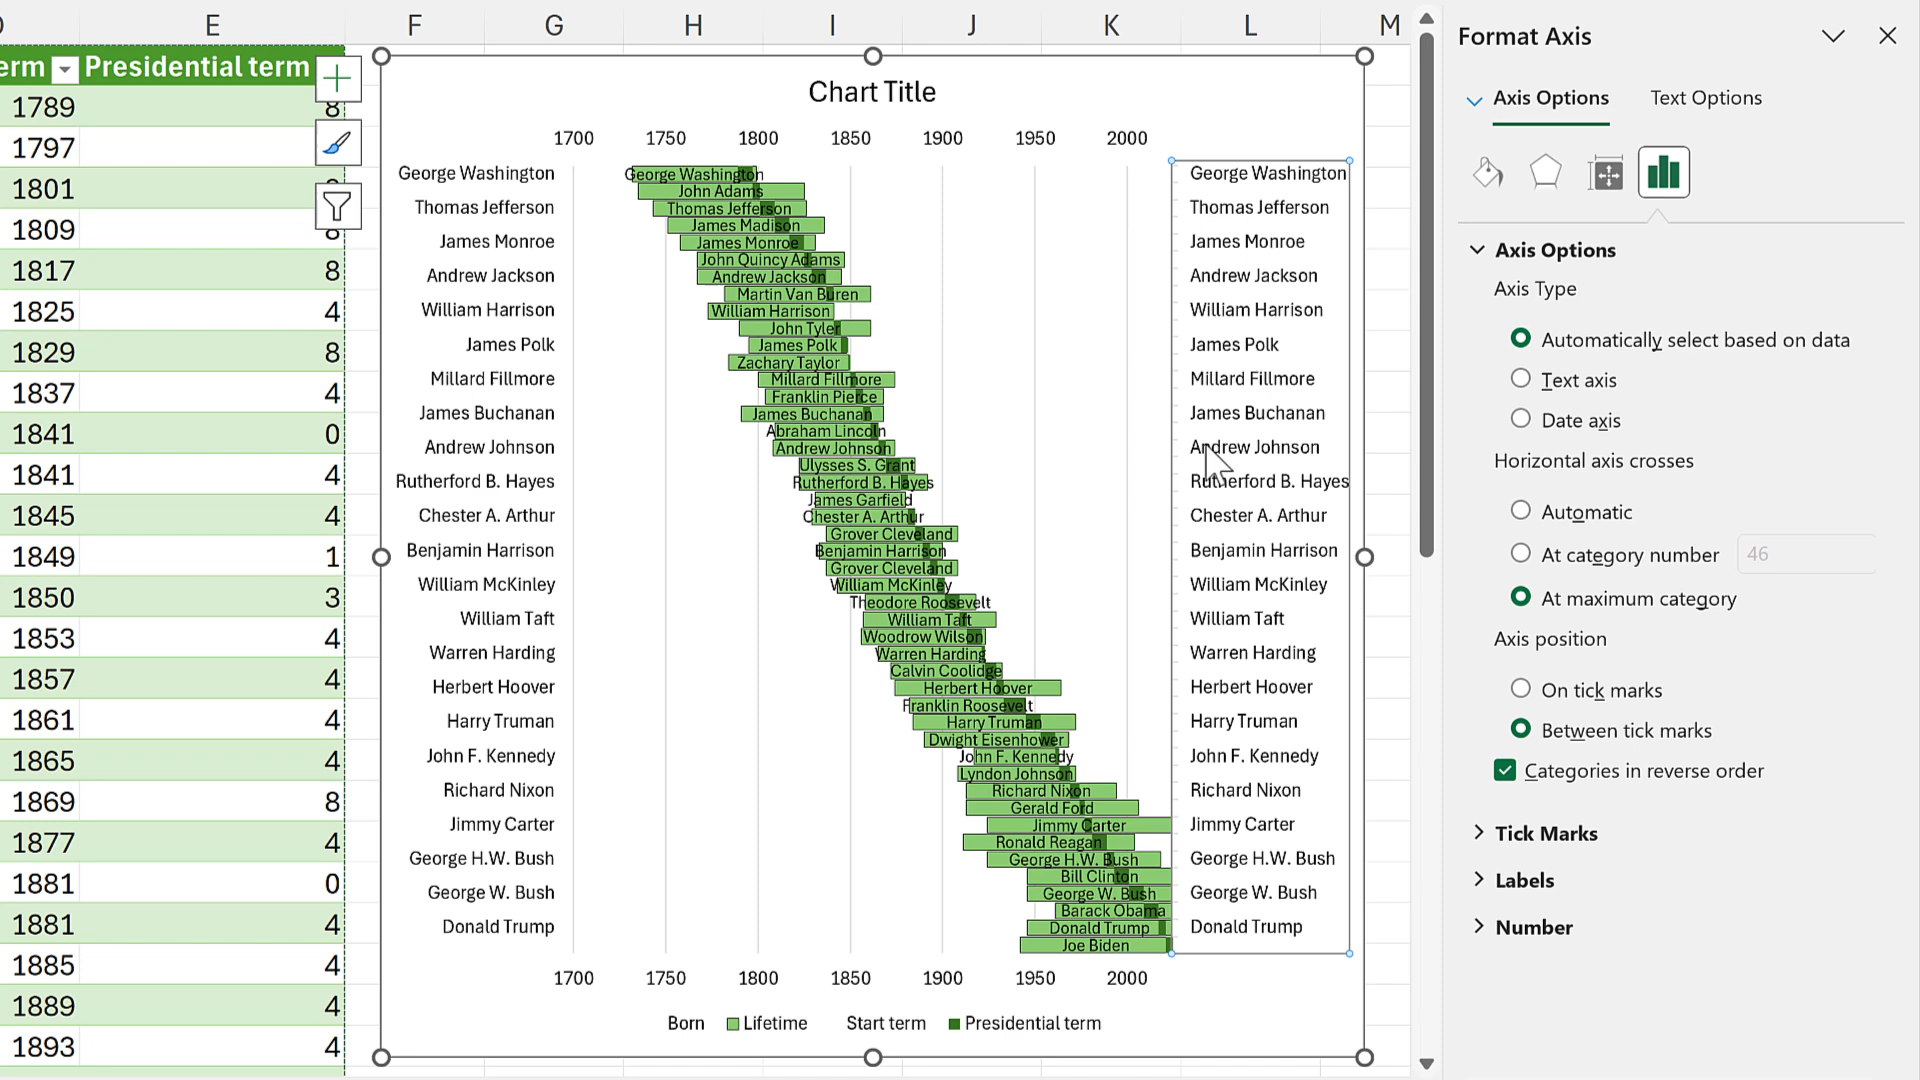 E F G H I J K L M
erm Presidential term
1789 8
1797
1801
1809
1817 8
1825 4
1829 8
1837 4
1841 0
1841 4
1845 4
1849 1
1850 3
1853 4
1857 4
1861 4
1865 4
1869 8
1877 4
1881 0
1881 4
1885 4
1889 4
1893 4
Chart Title
1700 1750 1800 1850 1900 1950 2000
George Washington
Thomas Jefferson
James Monroe
Andrew Jackson
William Harrison
James Polk
Millard Fillmore
James Buchanan
Andrew Johnson
Rutherford B. Hayes
Chester A. Arthur
Benjamin Harrison
William McKinley
William Taft
Warren Harding
Herbert Hoover
Harry Truman
John F. Kennedy
Richard Nixon
Jimmy Carter
George H.W. Bush
George W. Bush
Donald Trump
George Washington
John Adams
Thomas Jefferson
James Madison
James Monroe
John Quincy Adams
Andrew Jackson
Martin Van Buren
William Harrison
John Tyler
James Polk
Zachary Taylor
Millard Fillmore
Franklin Pierce
James Buchanan
Abraham Lincoln
Andrew Johnson
Ulysses S. Grant
Rutherford B. Hayes
James Garfield
Chester A. Arthur
Grover Cleveland
Benjamin Harrison
Grover Cleveland
William McKinley
Theodore Roosevelt
William Taft
Woodrow Wilson
Warren Harding
Calvin Coolidge
Herbert Hoover
Franklin Roosevelt
Harry Truman
Dwight Eisenhower
John F. Kennedy
Lyndon Johnson
Richard Nixon
Gerald Ford
Jimmy Carter
Ronald Reagan
George H.W. Bush
Bill Clinton
George W. Bush
Barack Obama
Donald Trump
Joe Biden
George Washington
Thomas Jefferson
James Monroe
Andrew Jackson
William Harrison
James Polk
Millard Fillmore
James Buchanan
Andrew Johnson
Rutherford B. Hayes
Chester A. Arthur
Benjamin Harrison
William McKinley
William Taft
Warren Harding
Herbert Hoover
Harry Truman
John F. Kennedy
Richard Nixon
Jimmy Carter
George H.W. Bush
George W. Bush
Donald Trump
1700 1750 1800 1850 1900 1950 2000
Born Lifetime Start term Presidential term
Format Axis
Axis Options Text Options
Axis Options
Axis Type
Automatically select based on data
Text axis
Date axis
Horizontal axis crosses
Automatic
At category number 46
At maximum category
Axis position
On tick marks
Between tick marks
Categories in reverse order
Tick Marks
Labels
Number